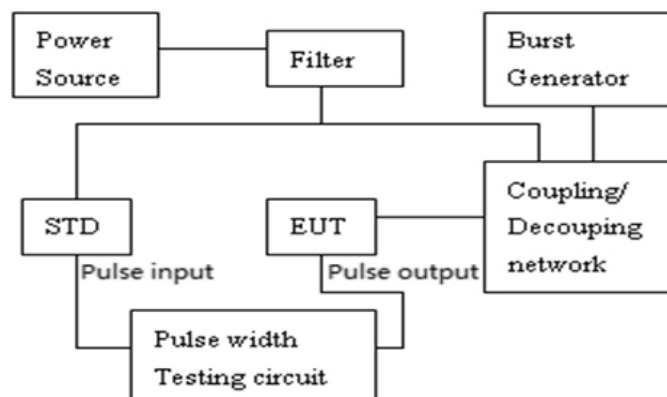 Power
Source
Filter
Burst
Generator
STD
EUT
Coupling/
Decouping
network
Pulse input
Pulse output
Pulse width
Testing circuit